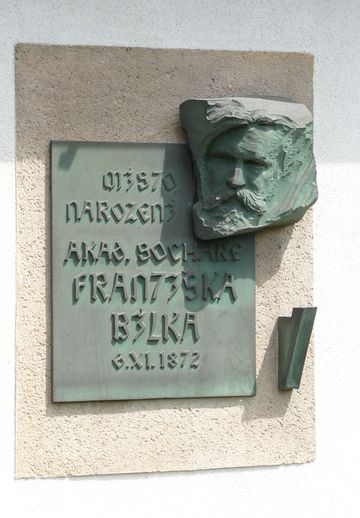 MÍSTO
NAROZENÍ
AKAD. SOCHAŘE
FRANTIŠKA
BÍLKA
6.XI.1872